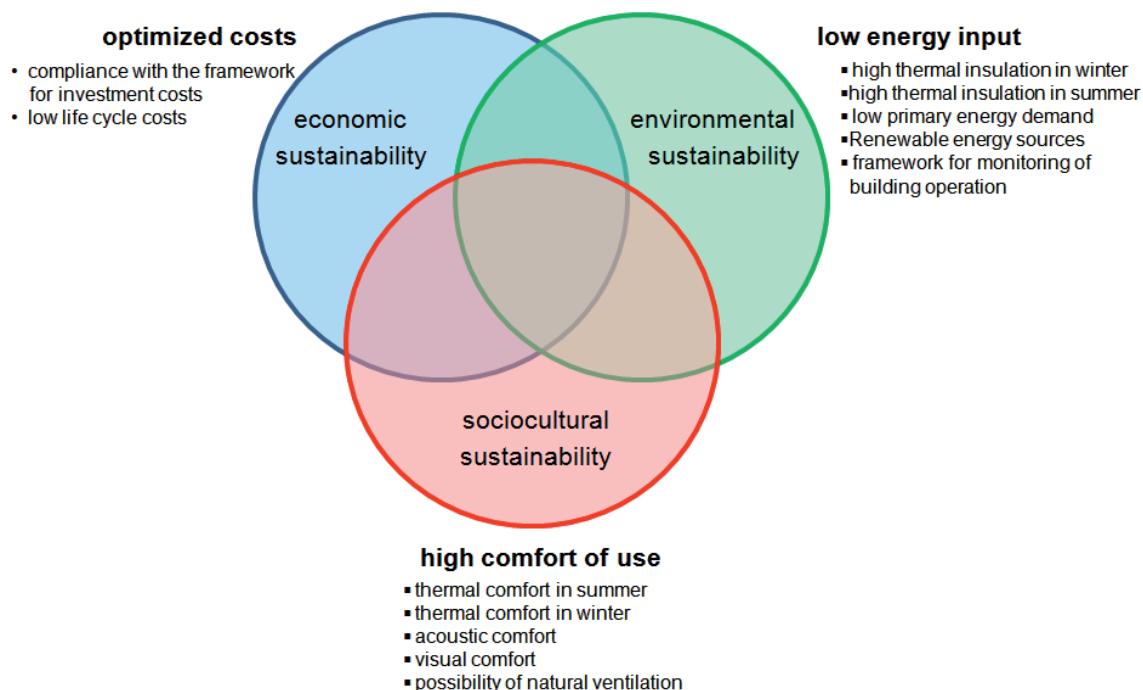 optimized costs
• compliance with the framework
for investment costs
• low life cycle costs
economic
sustainability
environmental
sustainability
low energy input
▪ high thermal insulation in winter
▪ high thermal insulation in summer
▪ low primary energy demand
▪ Renewable energy sources
▪ framework for monitoring of
building operation
sociocultural
sustainability
high comfort of use
▪ thermal comfort in summer
▪ thermal comfort in winter
▪ acoustic comfort
▪ visual comfort
▪ possibility of natural ventilation